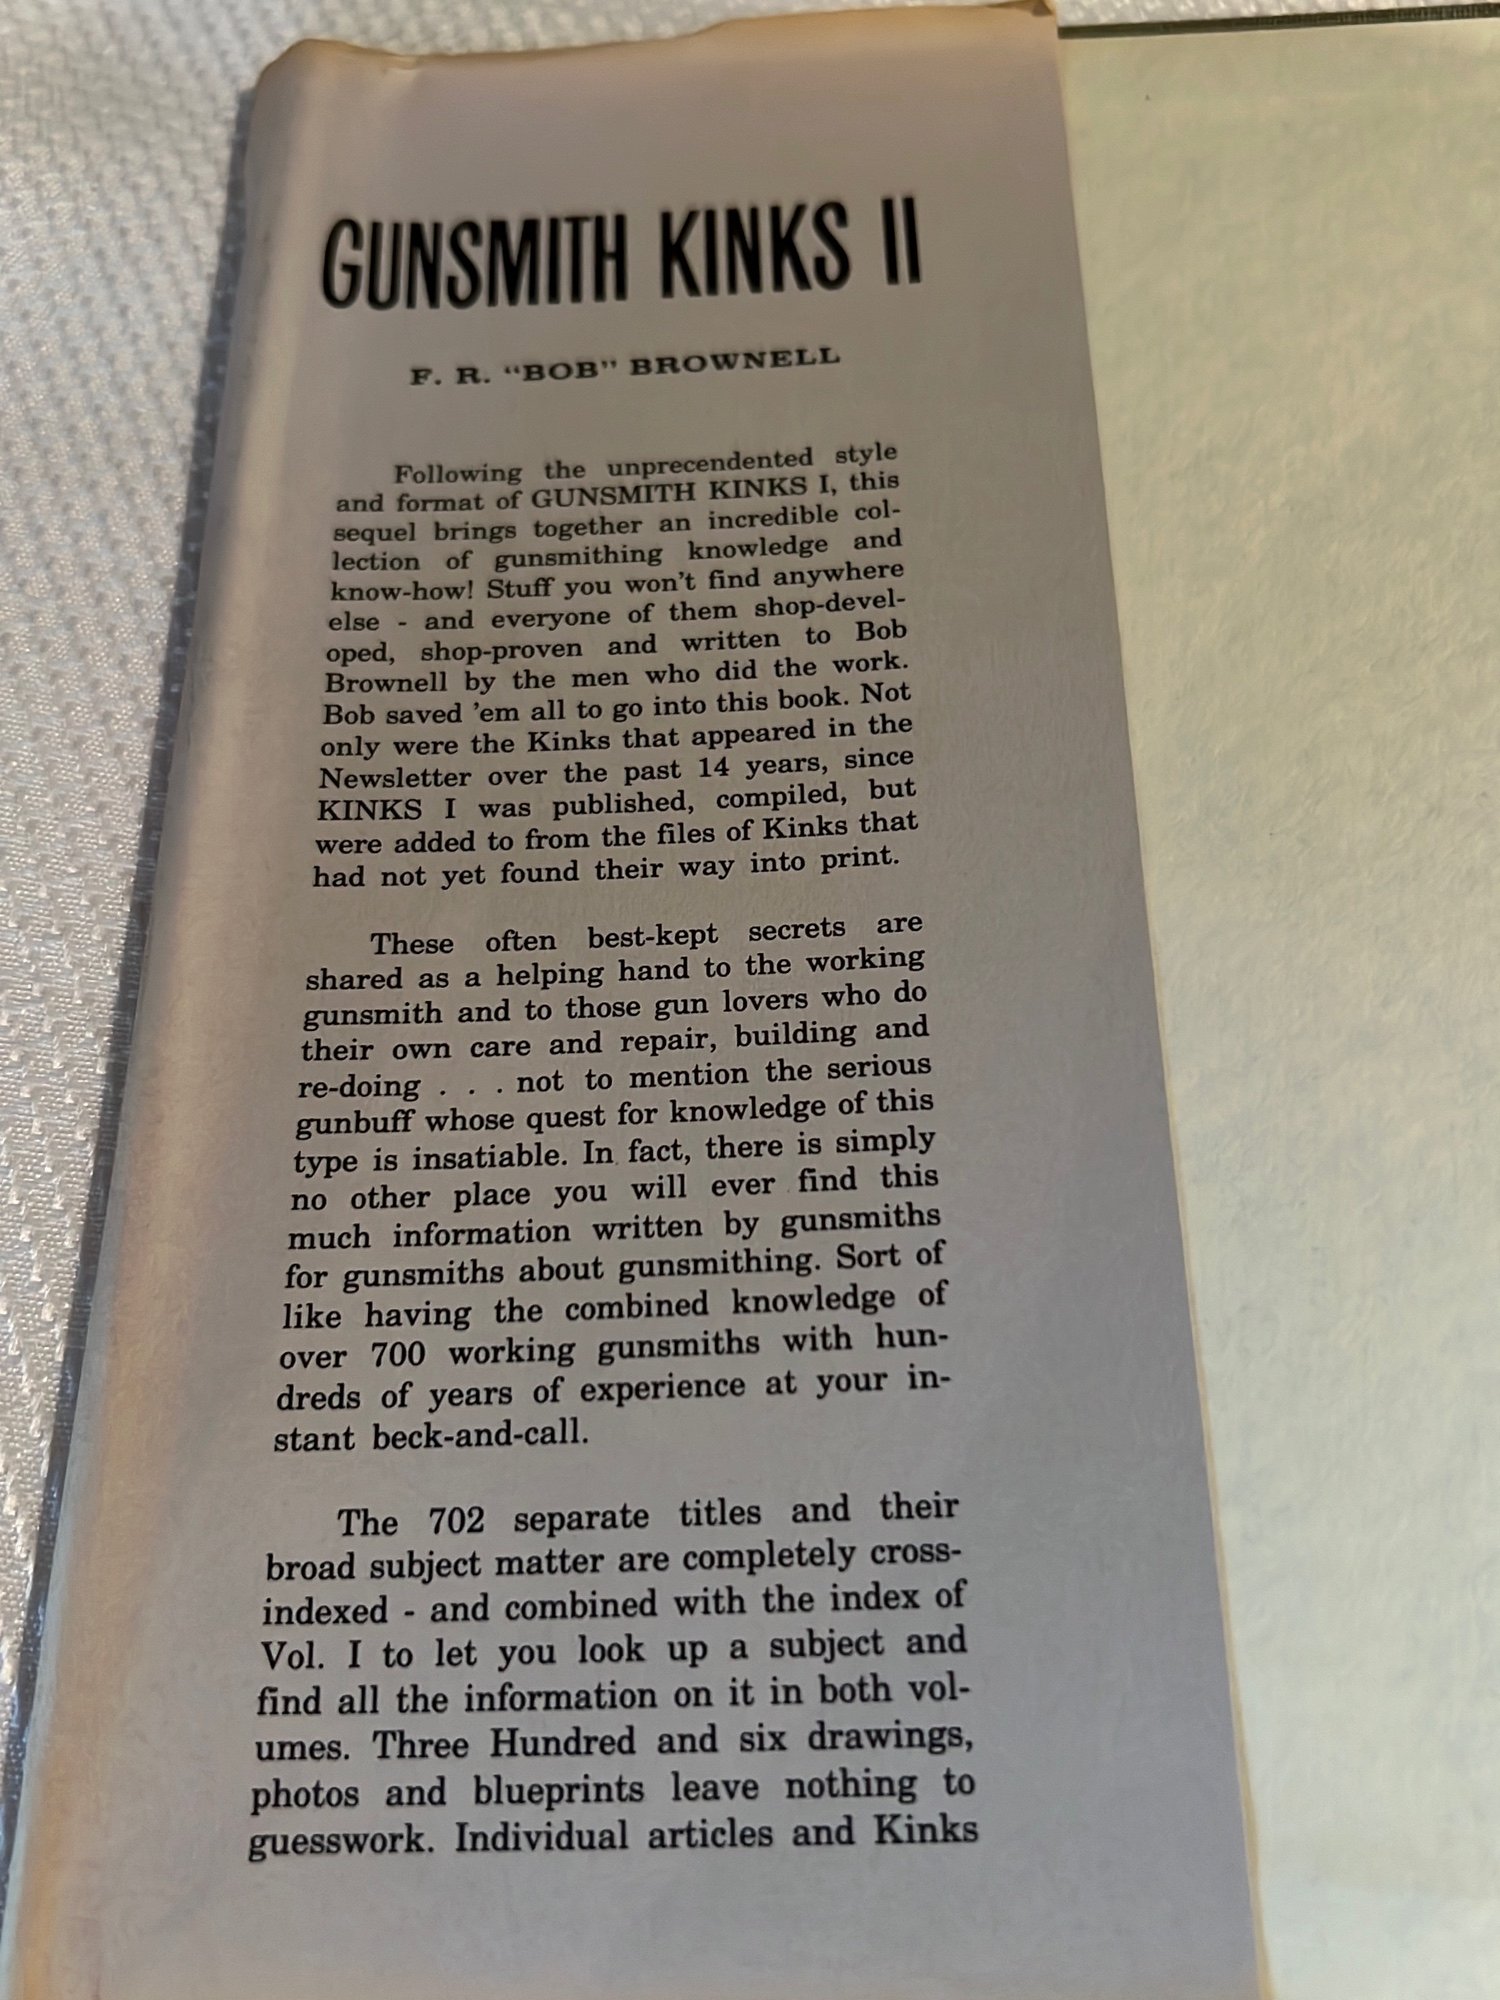 GUNSMITH KINKS II
F. R. "BOB" BROWNELL
Following the unprecendented style
and format of GUNSMITH KINKS I, this
sequel brings together an incredible col-
lection of gunsmithing knowledge and
know-how! Stuff you won't find anywhere
else - and everyone of them shop-devel-
oped, shop-proven and written to Bob
Brownell by the men who did the work.
Bob saved 'em all to go into this book. Not
only were the Kinks that appeared in the
Newsletter over the past 14 years, since
KINKS I was published, compiled, but
were added to from the files of Kinks that
had not yet found their way into print.
These often best-kept secrets are
shared as a helping hand to the working
gunsmith and to those gun lovers who do
their own care and repair, building and
re-doing . . . not to mention the serious
gunbuff whose quest for knowledge of this
type is insatiable. In fact, there is simply
no other place you will ever find this
much information written by gunsmiths
for gunsmiths about gunsmithing. Sort of
like having the combined knowledge of
over 700 working gunsmiths with hun-
dreds of years of experience at your in-
stant beck-and-call.
The 702 separate titles and their
broad subject matter are completely cross-
indexed - and combined with the index of
Vol. I to let you look up a subject and
find all the information on it in both vol-
umes. Three Hundred and six drawings,
photos and blueprints leave nothing to
guesswork. Individual articles and Kinks